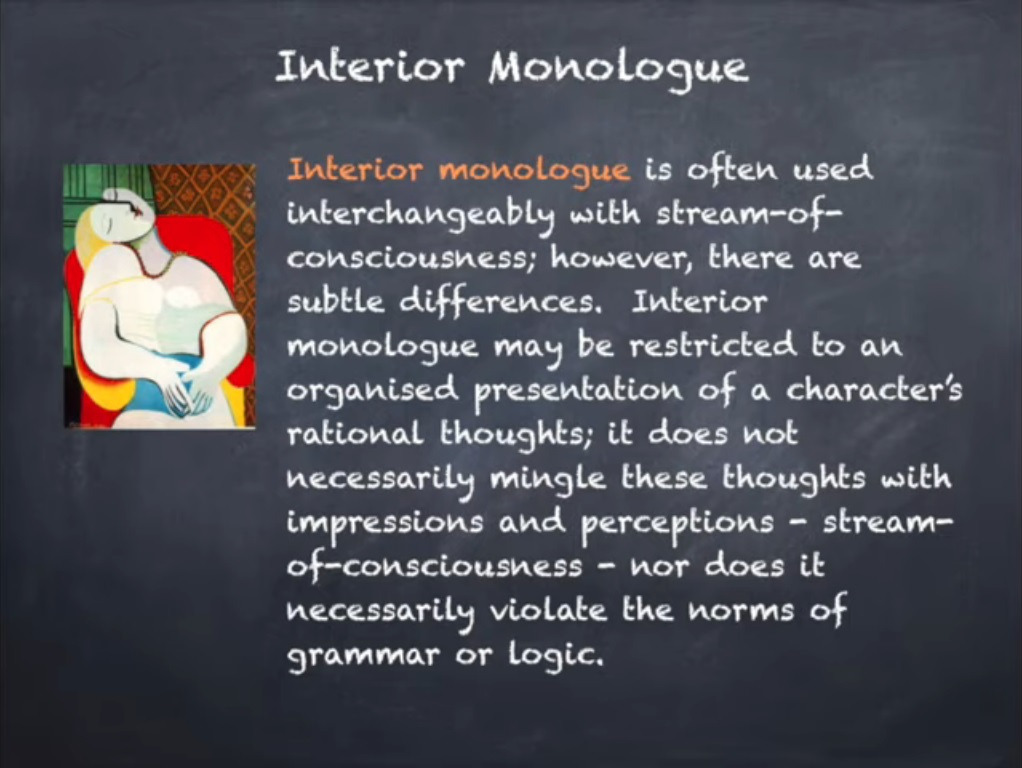 Interior Monologue
Interior monologue is often used
interchangeably with stream-of-
consciousness; however, there are
subtle differences.  Interior
monologue may be restricted to an
organised presentation of a character's
rational thoughts; it does not
necessarily mingle these thoughts with
impressions and perceptions - stream-
of-consciousness - nor does it
necessarily violate the norms of
grammar or logic.